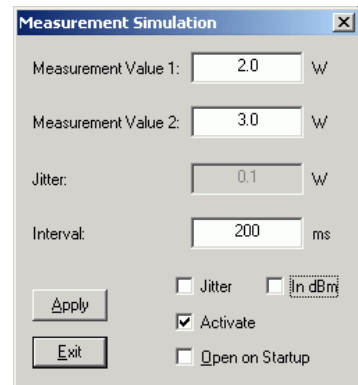 Measurement Simulation
Measurement Value 1: 2.0 W
Measurement Value 2: 3.0 W
Jitter: 0.1 W
Interval: 200 ms
Jitter In dBm
Apply
Activate
Exit
Open on Startup